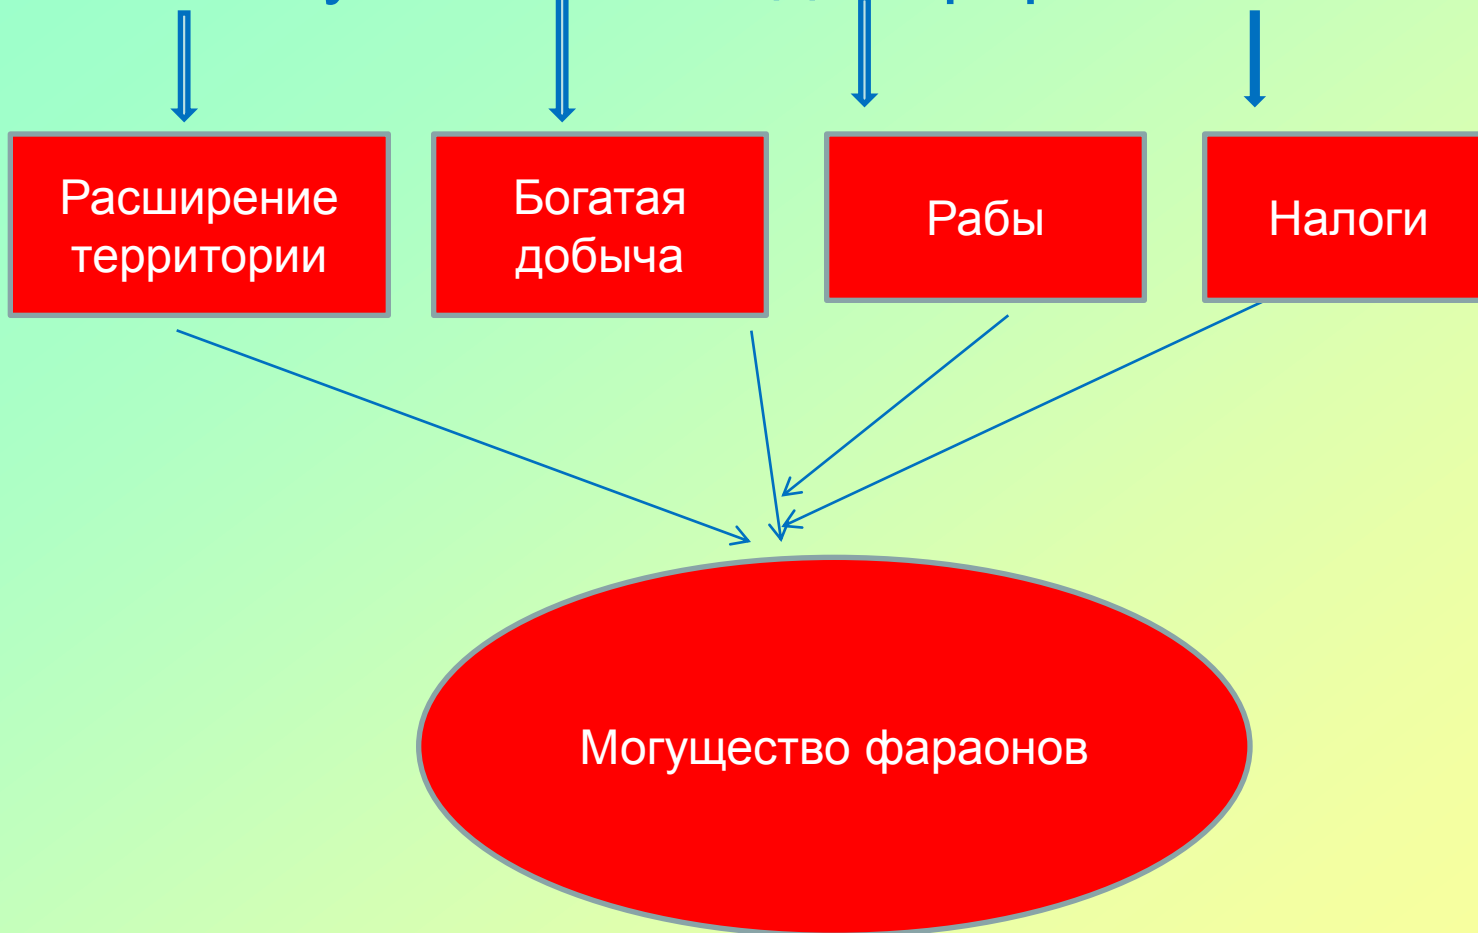 Расширение
территории
Богатая
добыча
Рабы
Налоги
Могущество фараонов